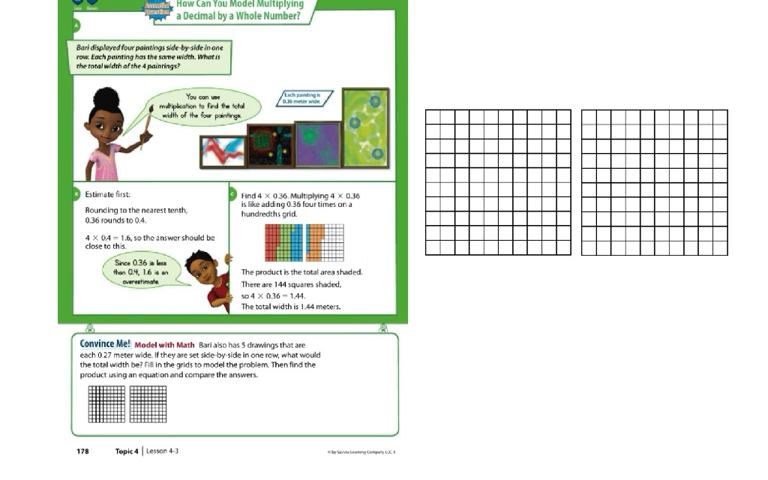 How Can You Model Multiplying
a Decimal by a Whole Number?
A
Bari displayed four paintings side-by-side in one
row. Each painting has the same width. What is
the total width of the 4 paintings?
You can use
multiplication to find the total
width of the four paintings.
Each painting is
0.36 meter wide.
B Estimate first:
Rounding to the nearest tenth,
0.36 rounds to 0.4.
4 × 0.4 = 1.6, so the answer should be
close to this.
Since 0.36 is less
than 0.4, 1.6 is an
overestimate.
C Find 4 × 0.36. Multiplying 4 × 0.36
is like adding 0.36 four times on a
hundredths grid.
The product is the total area shaded.
There are 144 squares shaded,
so 4 × 0.36 = 1.44.
The total width is 1.44 meters.
Convince Me! Model with Math Bari also has 5 drawings that are
each 0.27 meter wide. If they are set side-by-side in one row, what would
the total width be? Fill in the grids to model the problem. Then find the
product using an equation and compare the answers.
178 Topic 4 | Lesson 4-3